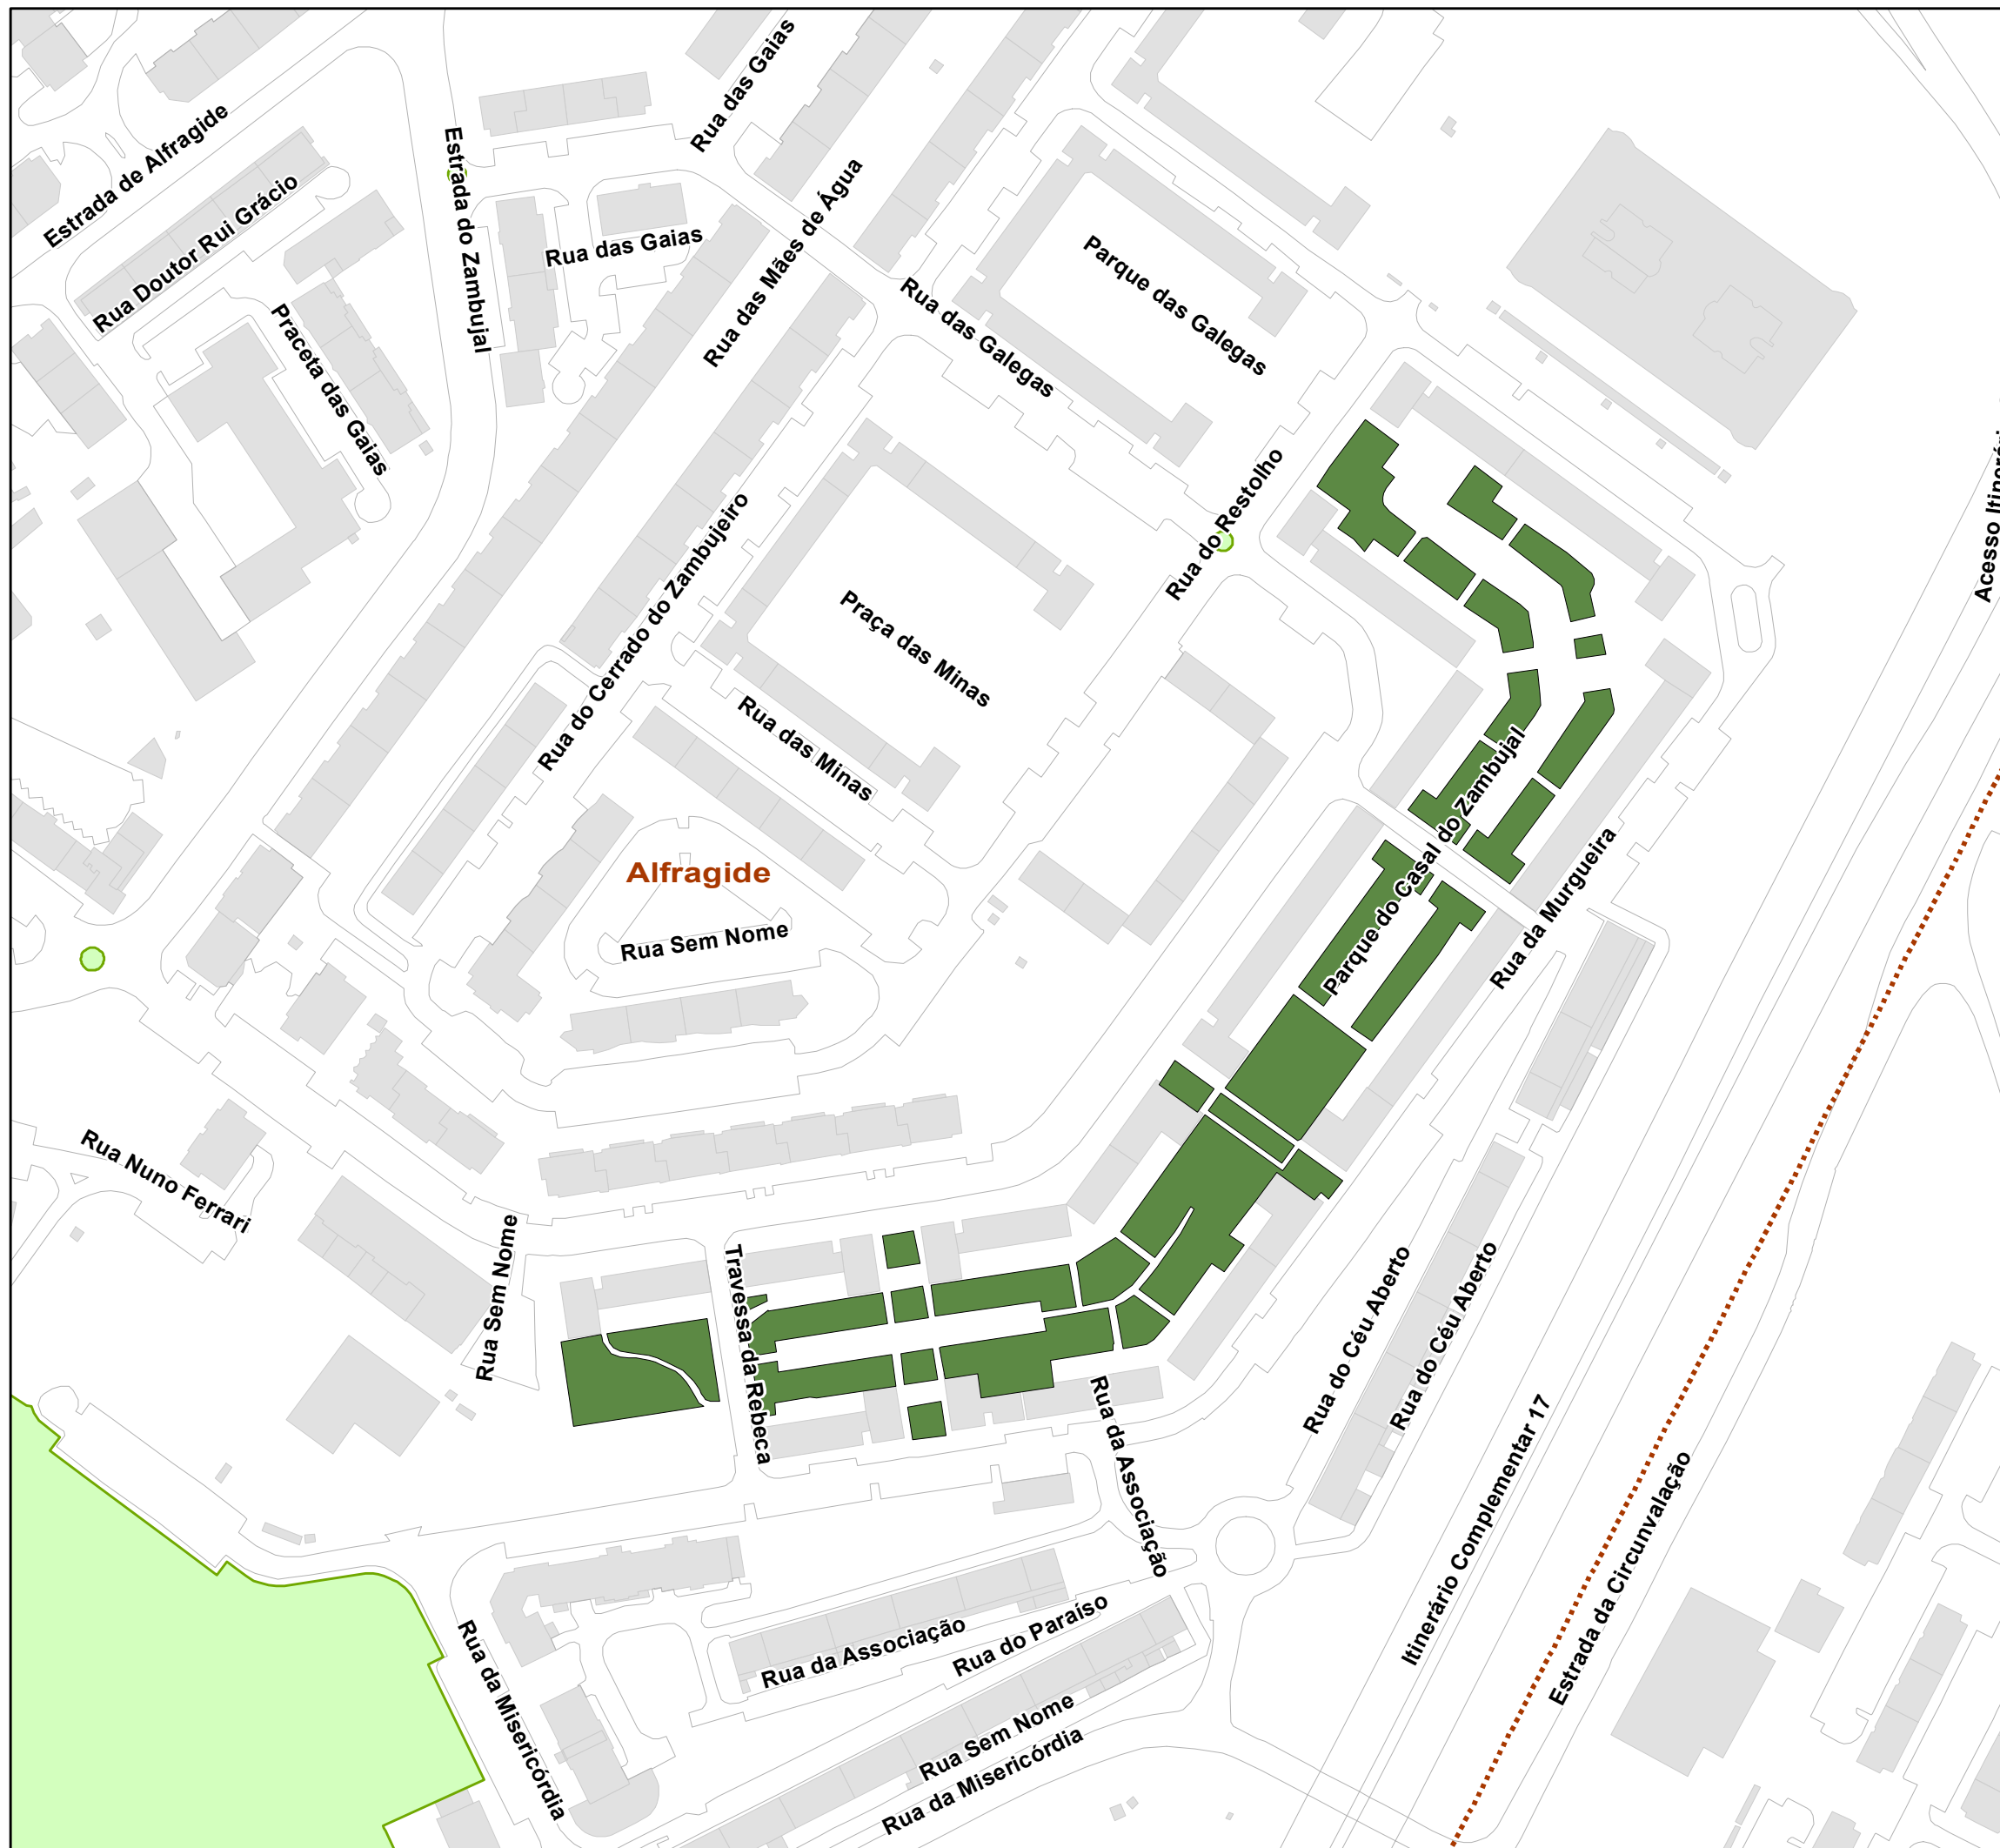 Rua das Gaias
Estrada de Alfragide
Estrada do Zambujal
Rua Doutor Rui Grácio
Rua das Gaias
Rua das Mães de Água
Parque das Galegas
Rua das Galegas
Praceta das Gaias
Acesso
Rua do Restolho
Rua do Cerrado do Zambujeiro
Praça das Minas
Rua das Minas
Parque do Casal do Zambujal
Alfragide
Rua da Murgueira
Rua Sem Nome
Rua Nuno Ferrari
Rua Sem Nome
Travessa da Rebeca
Rua do Céu Aberto
Rua do Céu Aberto
Rua da Associação
Itinerário Complementar 17
Estrada da Circunvalação
Rua da Misericórdia
Rua da Associação
Rua do Paraíso
Rua Sem Nome
Rua da Misericórdia